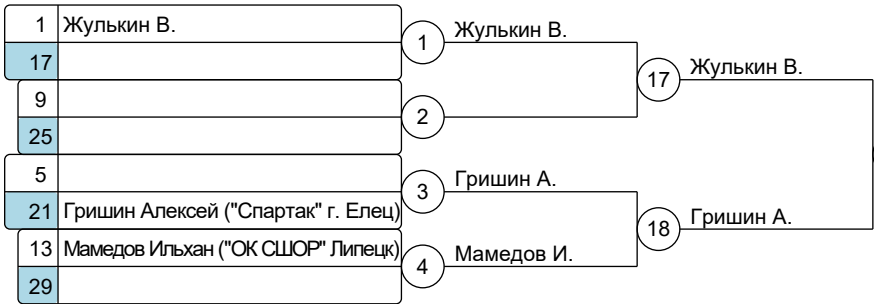 1 Жулькин В.
17
1 Жулькин В.
9
25
2
17 Жулькин В.
5
21 Гришин Алексей ("Спартак" г. Елец)
3 Гришин А.
13 Мамедов Ильхан ("ОК СШОР" Липецк)
29
4 Мамедов И.
18 Гришин А.